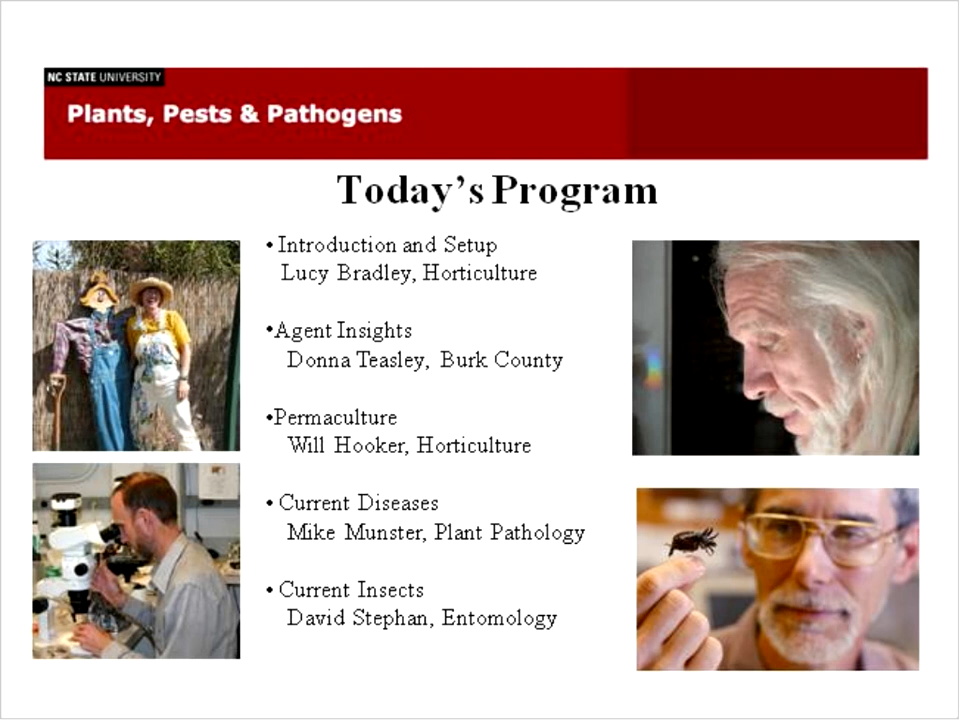 NC STATE UNIVERSITY
Plants, Pests & Pathogens
Today's Program
• Introduction and Setup
Lucy Bradley, Horticulture
•Agent Insights
Donna Teasley, Burk County
•Permaculture
Will Hooker, Horticulture
• Current Diseases
Mike Munster, Plant Pathology
• Current Insects
David Stephan, Entomology